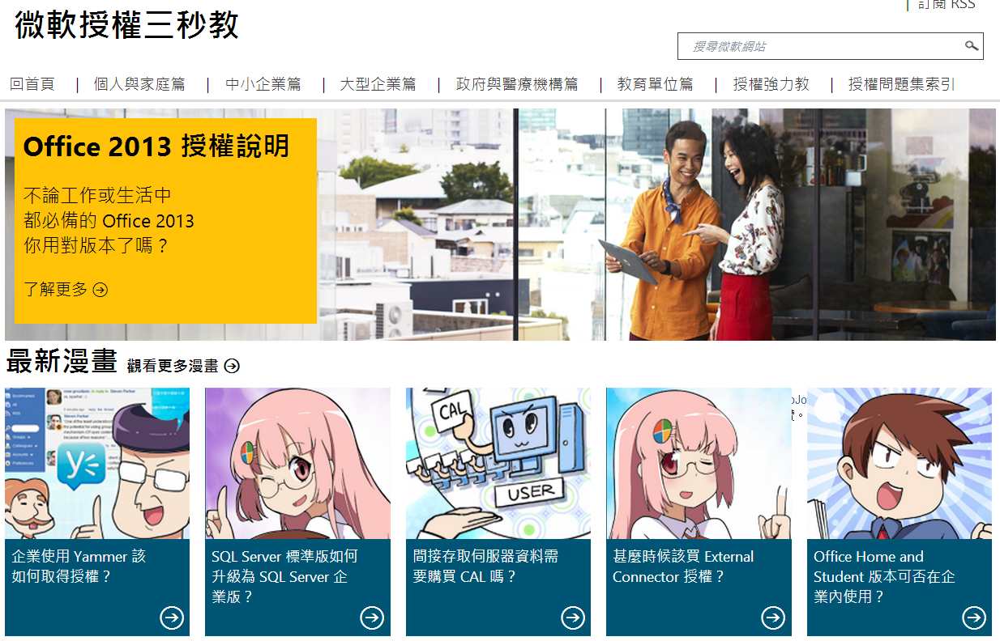 訂閱 RSS
微軟授權三秒教
搜尋微軟網站
回首頁 | 個人與家庭篇 | 中小企業篇 | 大型企業篇 | 政府與醫療機構篇 | 教育單位篇 | 授權強力教 | 授權問題集索引
Office 2013 授權說明
不論工作或生活中
都必備的 Office 2013
你用對版本了嗎？
了解更多
最新漫畫 觀看更多漫畫
CAL
USER
企業使用 Yammer 該
如何取得授權？
SQL Server 標準版如何
升級為 SQL Server 企
業版？
間接存取伺服器資料需
要購買 CAL 嗎？
甚麼時候該買 External
Connector 授權？
Office Home and
Student 版本可否在企
業內使用？